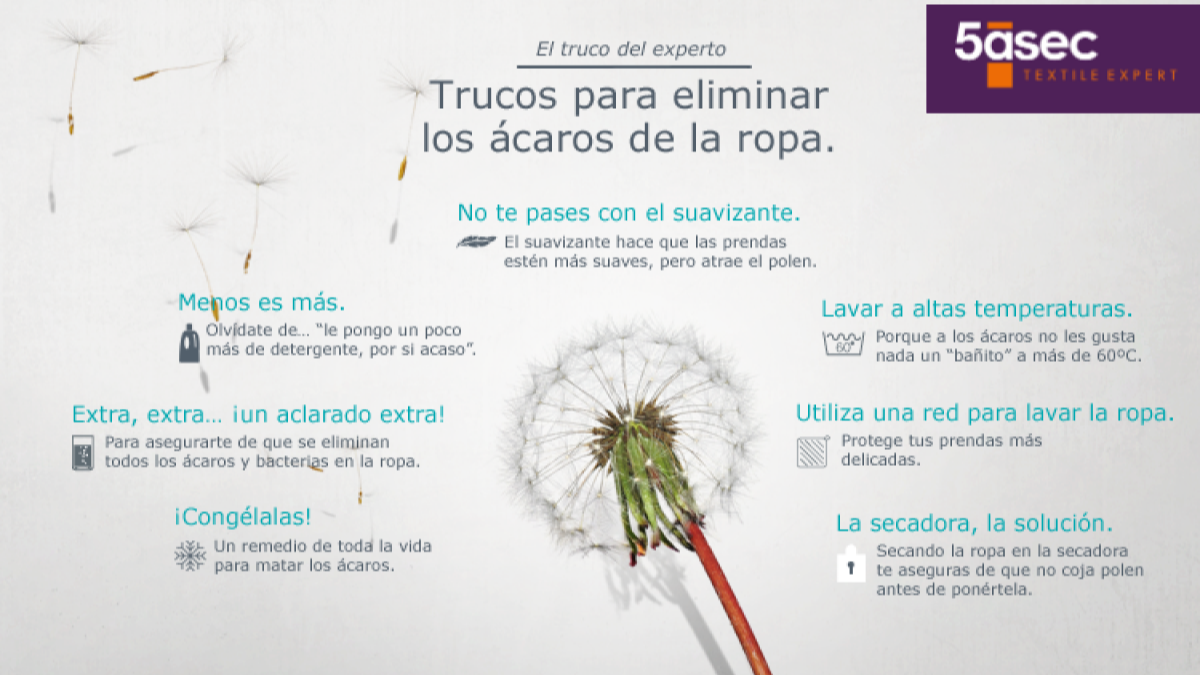 5àsec
TEXTILE EXPERT
El truco del experto
Trucos para eliminar
los ácaros de la ropa.
No te pases con el suavizante.
El suavizante hace que las prendas
estén más suaves, pero atrae el polen.
Menos es más.
Olvídate de... “le pongo un poco
más de detergente, por si acaso”.
Extra, extra... ¡un aclarado extra!
Para asegurarte de que se eliminan
todos los ácaros y bacterias en la ropa.
¡Congélalas!
Un remedio de toda la vida
para matar los ácaros.
Lavar a altas temperaturas.
60°
Porque a los ácaros no les gusta
nada un “bañito” a más de 60ºC.
Utiliza una red para lavar la ropa.
Protege tus prendas más
delicadas.
La secadora, la solución.
Secando la ropa en la secadora
te aseguras de que no coja polen
antes de ponértela.